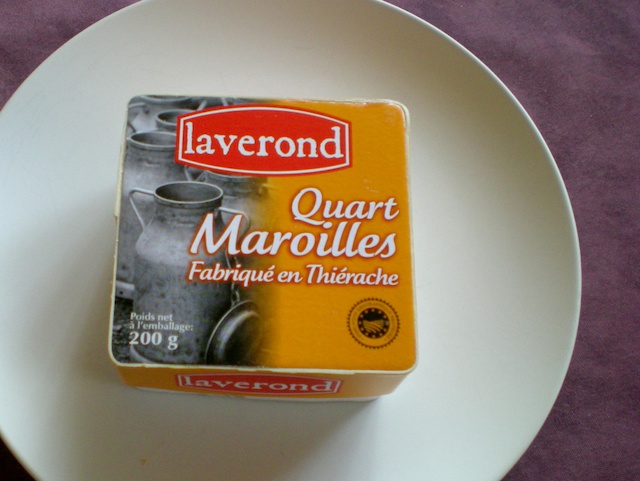 laverond
Quart
Maroilles
Fabriqué en Thiérache
Poids net
à l'emballage:
200 g
laverond